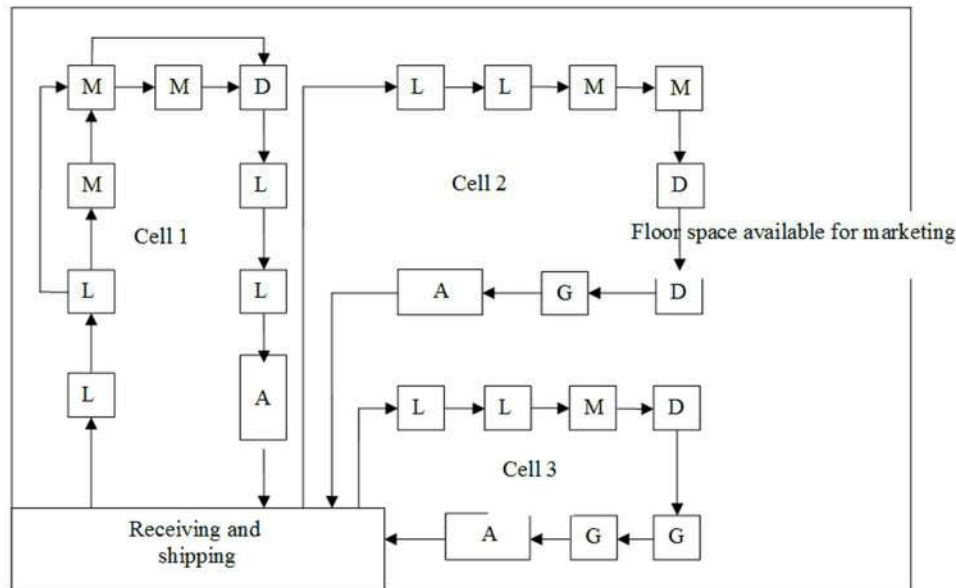 M M D L L M M
M L D
Cell 1 Cell 2
Floor space available for marketing
L L A G D
L A L L M D
Cell 3
Receiving and
shipping
A G G